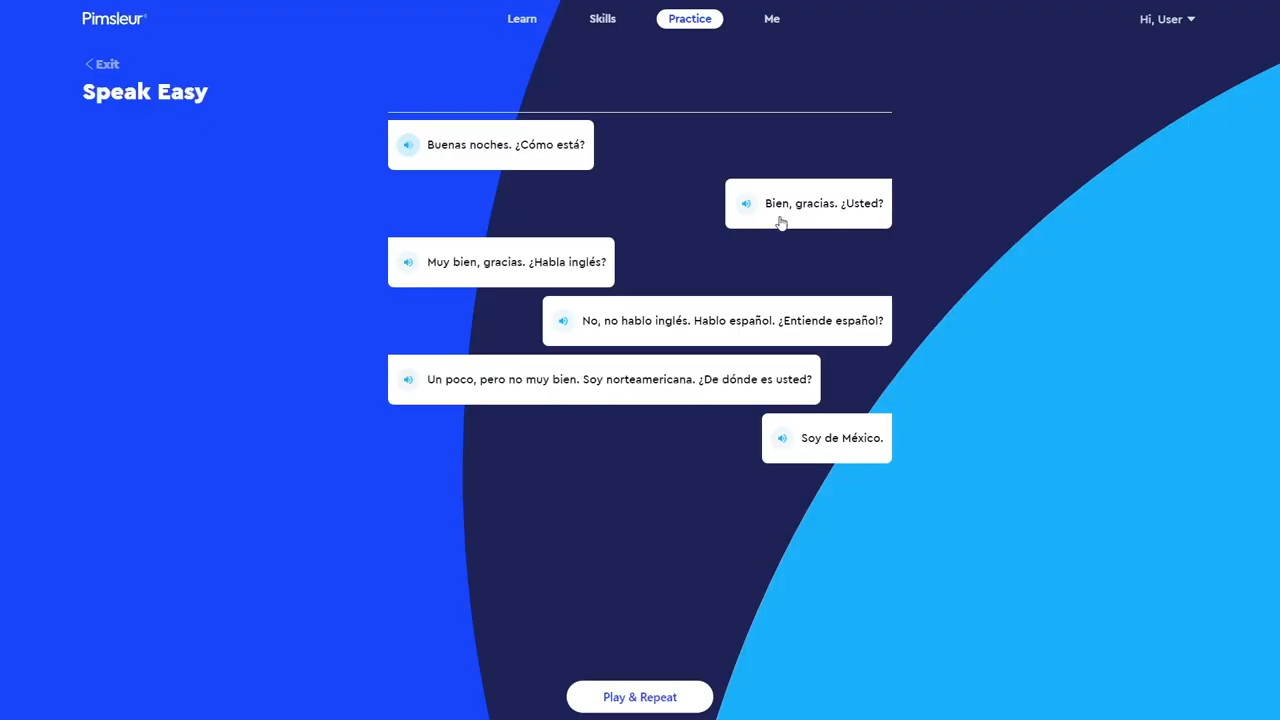 Pimsleur®
Learn
Skills
Practice
Me
Hi, User
Exit
Speak Easy
Buenas noches. ¿Cómo está?
Bien, gracias. ¿Usted?
Muy bien, gracias. ¿Habla inglés?
No, no hablo inglés. Hablo español. ¿Entiende español?
Un poco, pero no muy bien. Soy norteamericana. ¿De dónde es usted?
Soy de México.
Play & Repeat